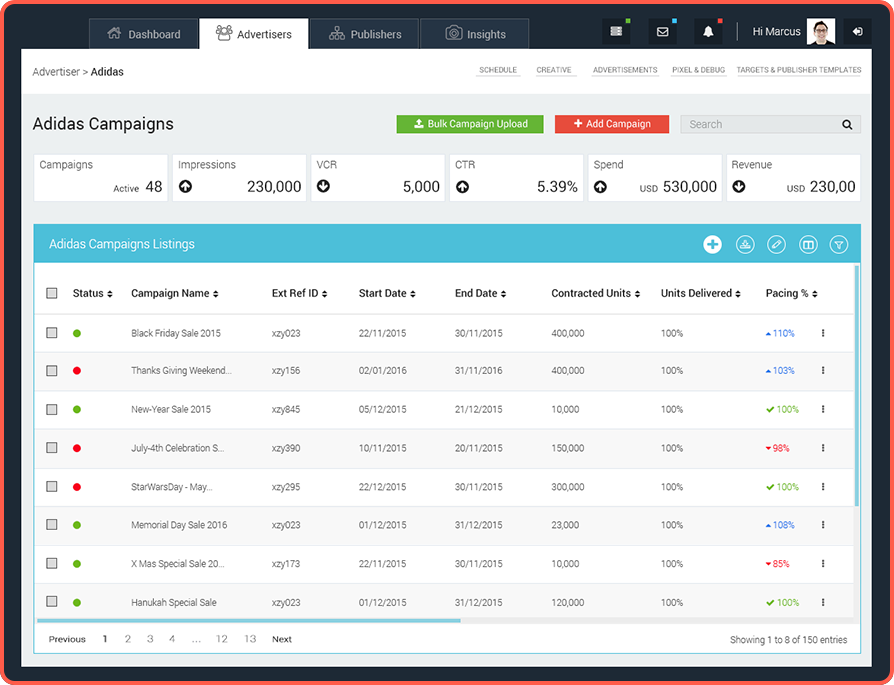 Dashboard Advertisers Publishers Insights Hi Marcus
Advertiser > Adidas SCHEDULE CREATIVE ADVERTISEMENTS PIXEL & DEBUG TARGETS & PUBLISHER TEMPLATES
Adidas Campaigns Bulk Campaign Upload Add Campaign Search
Campaigns Impressions VCR CTR Spend Revenue
Active 48 230,000 5,000 5.39% USD 530,000 USD 230,00
Adidas Campaigns Listings
Status Campaign Name Ext Ref ID Start Date End Date Contracted Units Units Delivered Pacing %
Black Friday Sale 2015 xzy023 22/11/2015 30/11/2015 400,000 100% 110%
Thanks Giving Weekend... xzy156 02/01/2016 31/11/2016 400,000 100% 103%
New-Year Sale 2015 xzy845 05/12/2015 21/12/2015 10,000 100% 100%
July-4th Celebration S... xzy390 10/11/2015 20/11/2015 150,000 100% 98%
StarWarsDay - May... xzy295 22/12/2015 30/11/2015 300,000 100% 100%
Memorial Day Sale 2016 xzy023 01/12/2015 31/12/2015 23,000 100% 108%
X Mas Special Sale 20... xzy173 22/11/2015 30/11/2015 10,000 100% 85%
Hanukah Special Sale xzy023 01/12/2015 31/12/2015 120,000 100% 100%
Previous 1 2 3 4 ... 12 13 Next Showing 1 to 8 of 150 entries